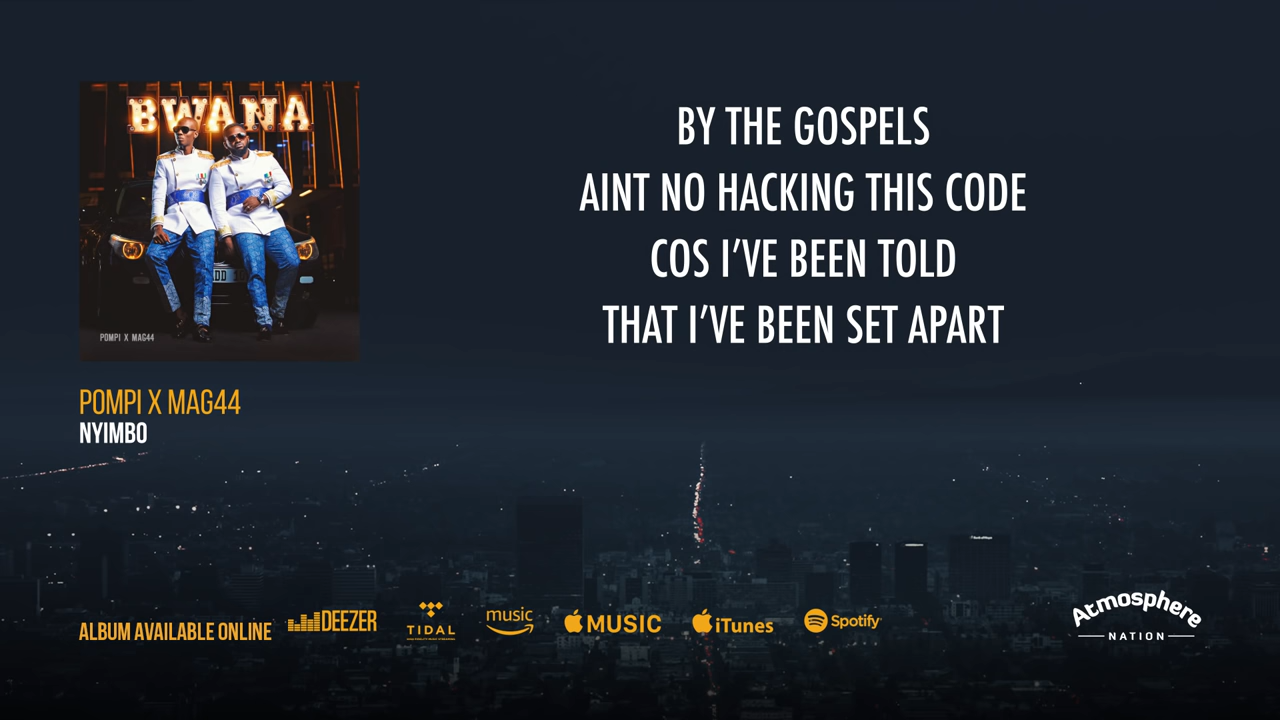 BWANA
DD
POMPI X MAG44
POMPI X MAG44
NYIMBO
BY THE GOSPELS
AINT NO HACKING THIS CODE
COS I'VE BEEN TOLD
THAT I'VE BEEN SET APART
ALBUM AVAILABLE ONLINE
DEEZER
TIDAL
music
MUSIC
iTunes
Spotify
Atmosphere
NATION